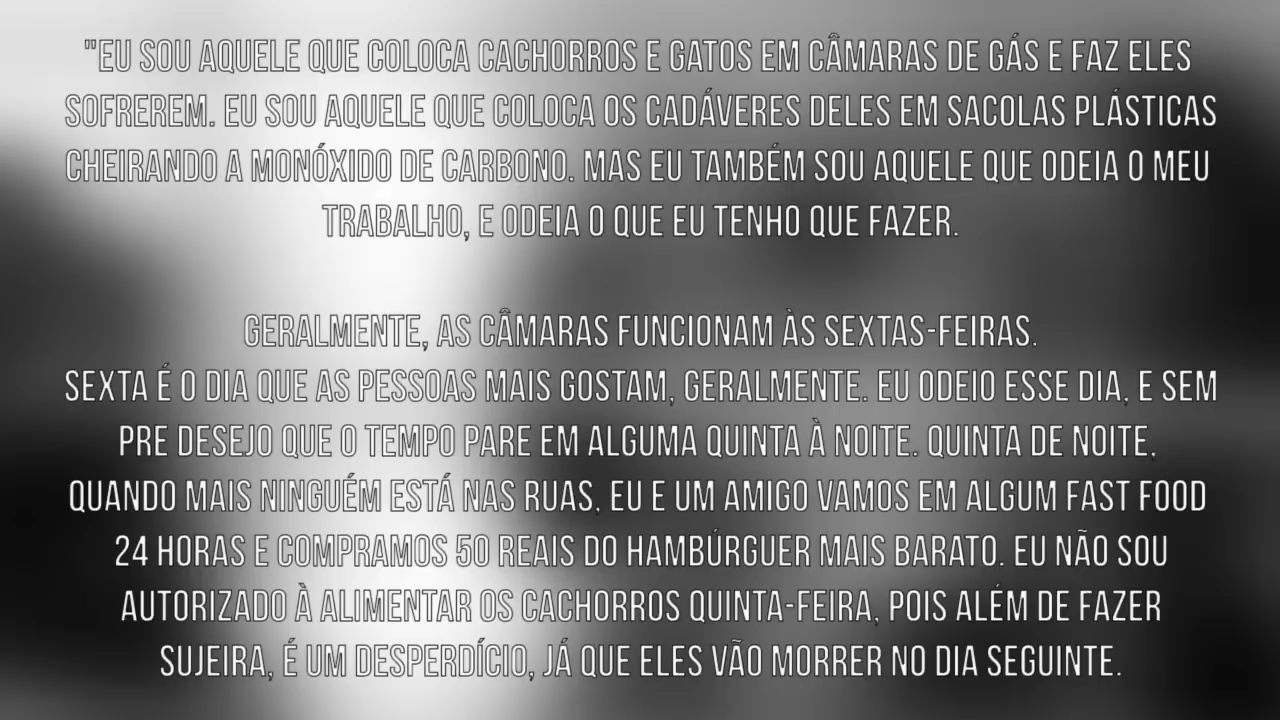 "EU SOU AQUELE QUE COLOCA CACHORROS E GATOS EM CÂMARAS DE GÁS E FAZ ELES
SOFREREM. EU SOU AQUELE QUE COLOCA OS CADÁVERES DELES EM SACOLAS PLÁSTICAS
CHEIRANDO A MONÓXIDO DE CARBONO. MAS EU TAMBÉM SOU AQUELE QUE ODEIA O MEU
TRABALHO, E ODEIA O QUE EU TENHO QUE FAZER.
GERALMENTE, AS CÂMARAS FUNCIONAM ÀS SEXTAS-FEIRAS.
SEXTA É O DIA QUE AS PESSOAS MAIS GOSTAM, GERALMENTE. EU ODEIO ESSE DIA, E SEM
PRE DESEJO QUE O TEMPO PARE EM ALGUMA QUINTA À NOITE. QUINTA DE NOITE,
QUANDO MAIS NINGUÉM ESTÁ NAS RUAS, EU E UM AMIGO VAMOS EM ALGUM FAST FOOD
24 HORAS E COMPRAMOS 50 REAIS DO HAMBÚRGUER MAIS BARATO. EU NÃO SOU
AUTORIZADO À ALIMENTAR OS CACHORROS QUINTA-FEIRA, POIS ALÉM DE FAZER
SUJEIRA, É UM DESPERDÍCIO, JÁ QUE ELES VÃO MORRER NO DIA SEGUINTE.